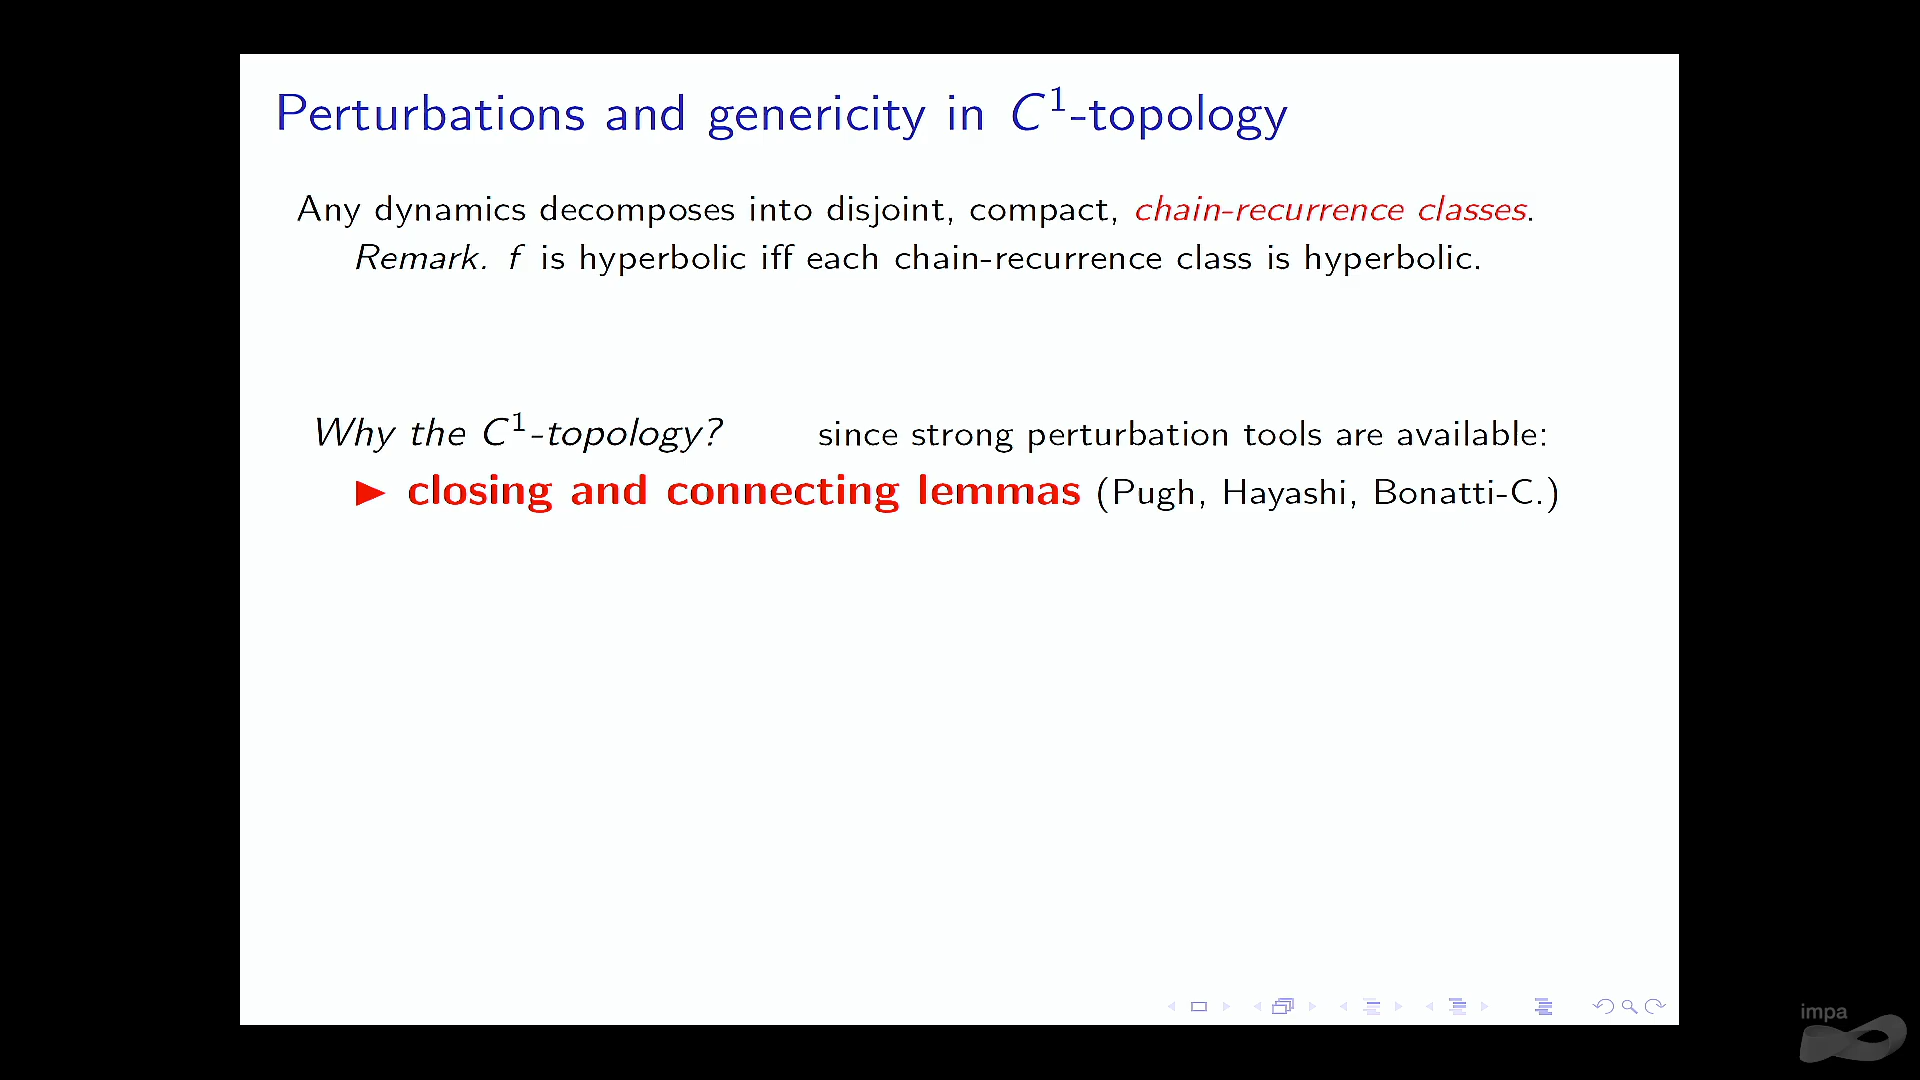 Perturbations and genericity in C¹-topology
Any dynamics decomposes into disjoint, compact, chain-recurrence classes.
Remark. f is hyperbolic iff each chain-recurrence class is hyperbolic.
Why the C¹-topology? since strong perturbation tools are available:
▶ closing and connecting lemmas (Pugh, Hayashi, Bonatti-C.)
impa